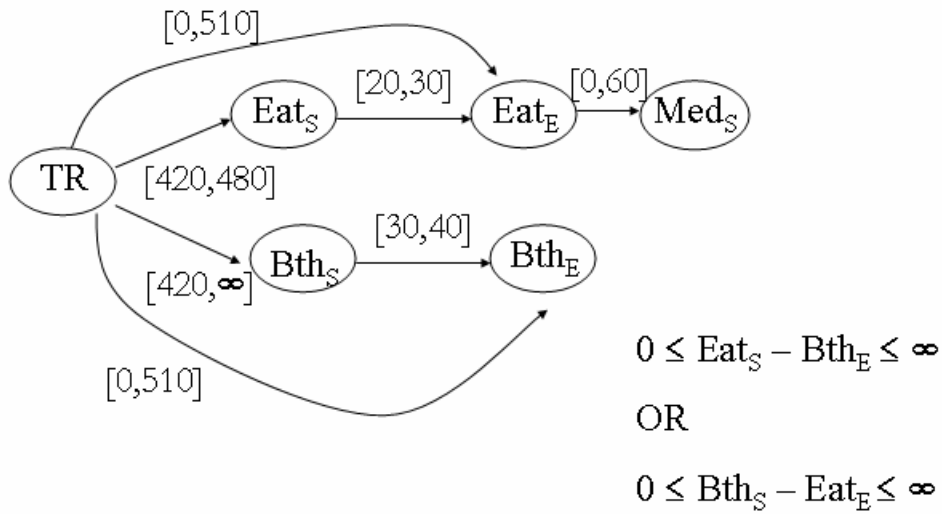 [0,510]
[20,30]
[0,60]
Eat_S
Eat_E
Med_S
TR
[420,480]
[30,40]
Bth_S
Bth_E
[420,∞]
[0,510]
0 ≤ Eat_S – Bth_E ≤ ∞
OR
0 ≤ Bth_S – Eat_E ≤ ∞